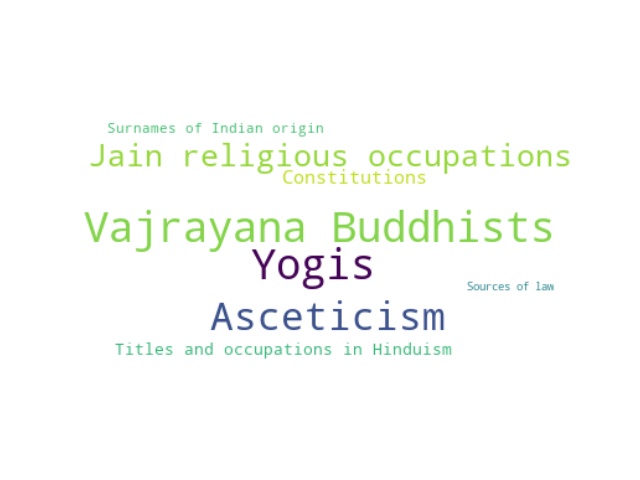 Surnames of Indian origin
Jain religious occupations
Constitutions
Vajrayana Buddhists
Yogis
Sources of law
Asceticism
Titles and occupations in Hinduism